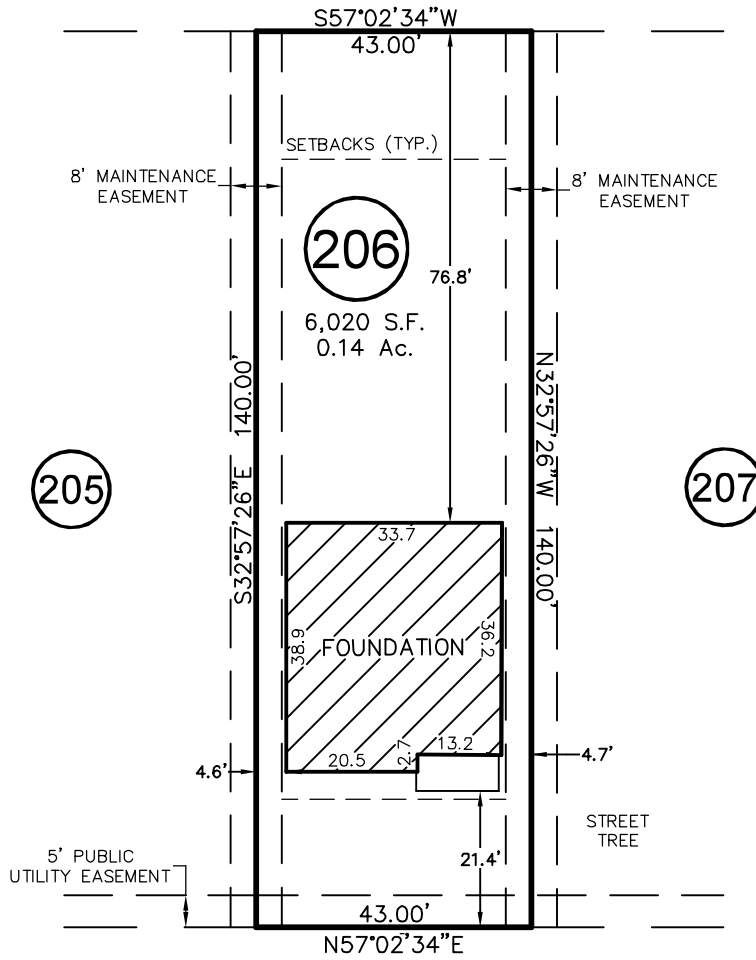 S57°02'34"W
43.00'
SETBACKS (TYP.)
8' MAINTENANCE
EASEMENT
8' MAINTENANCE
EASEMENT
206
76.8'
6,020 S.F.
0.14 Ac.
S32°57'26"E 140.00'
N32°57'26"W 140.00'
205
207
33.7
38.9
FOUNDATION
36.2
20.5
2.7
13.2
4.6'
4.7'
STREET
TREE
21.4'
5' PUBLIC
UTILITY EASEMENT
43.00'
N57°02'34"E